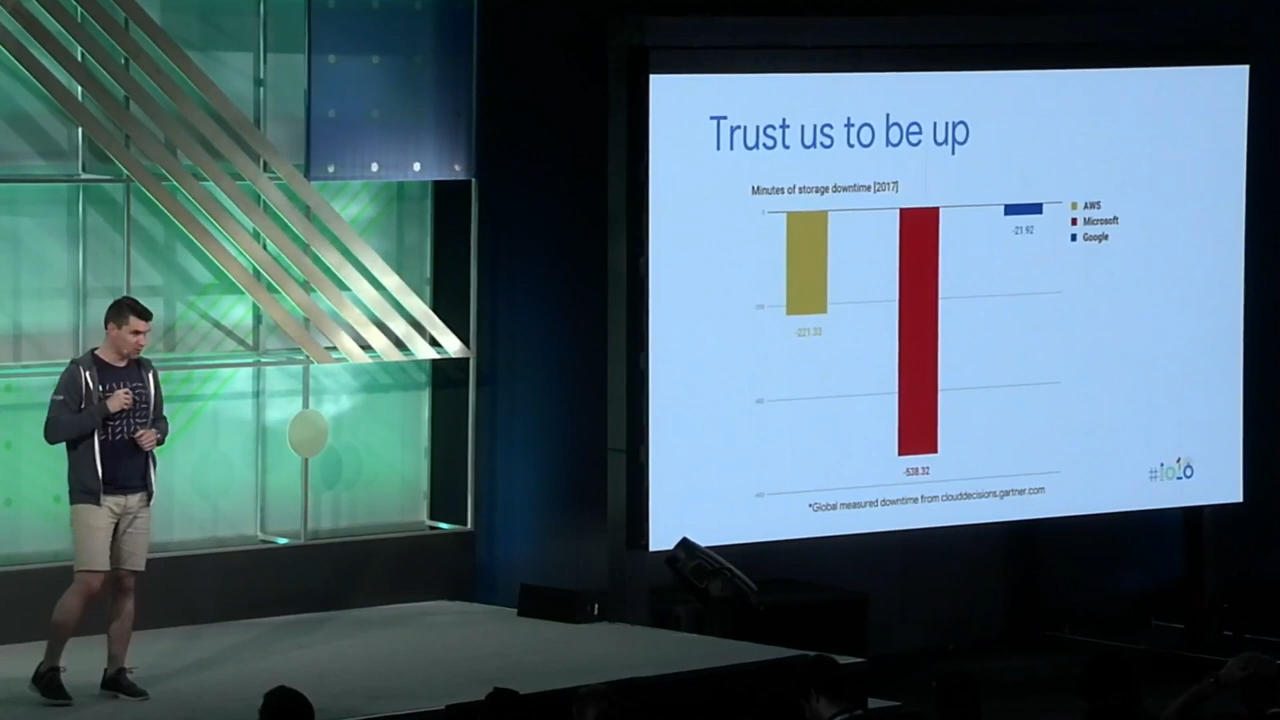 Trust us to be up
Minutes of storage downtime [2017]
0
AWS
Microsoft
Google
-21.92
-221.33
-538.32
*Global measured downtime from clouddecisions.gartner.com
#io18